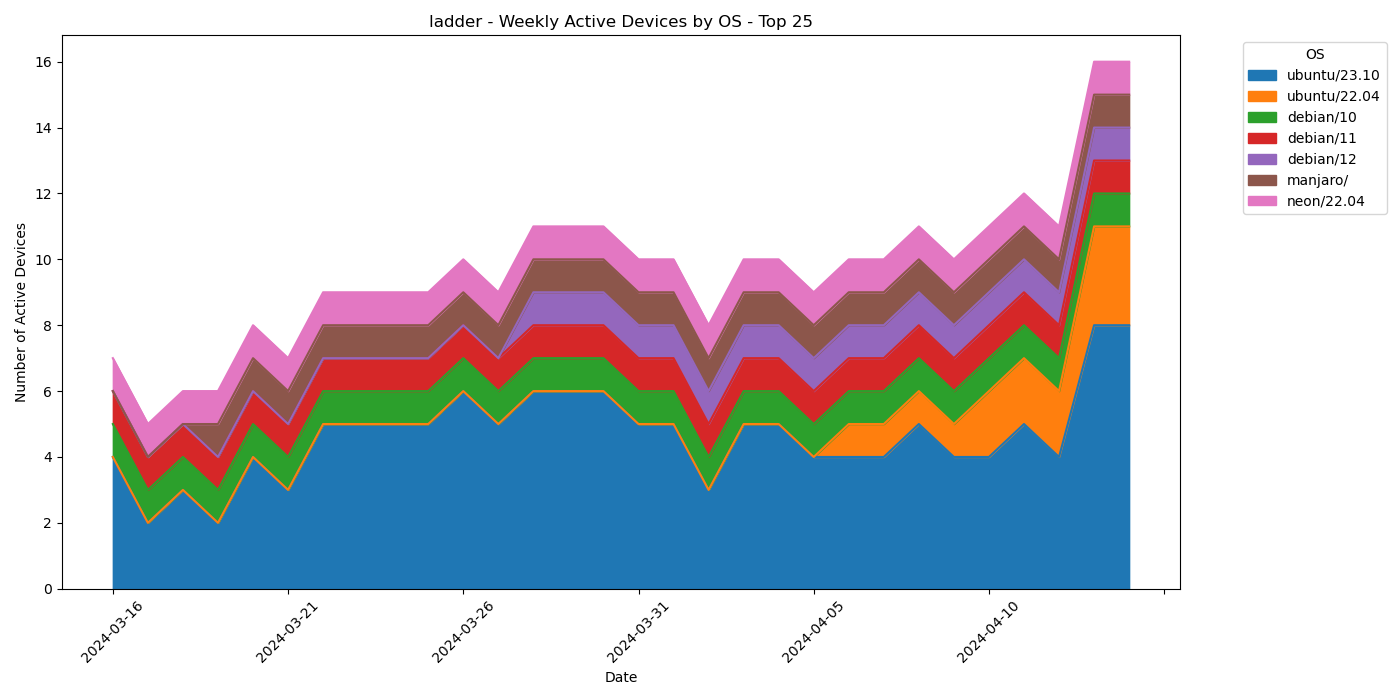 ladder - Weekly Active Devices by OS - Top 25
OS
ubuntu/23.10
ubuntu/22.04
debian/10
debian/11
debian/12
manjaro/
neon/22.04
Number of Active Devices
16
14
12
10
8
6
4
2
0
2024-03-16
2024-03-21
2024-03-26
2024-03-31
2024-04-05
2024-04-10
Date